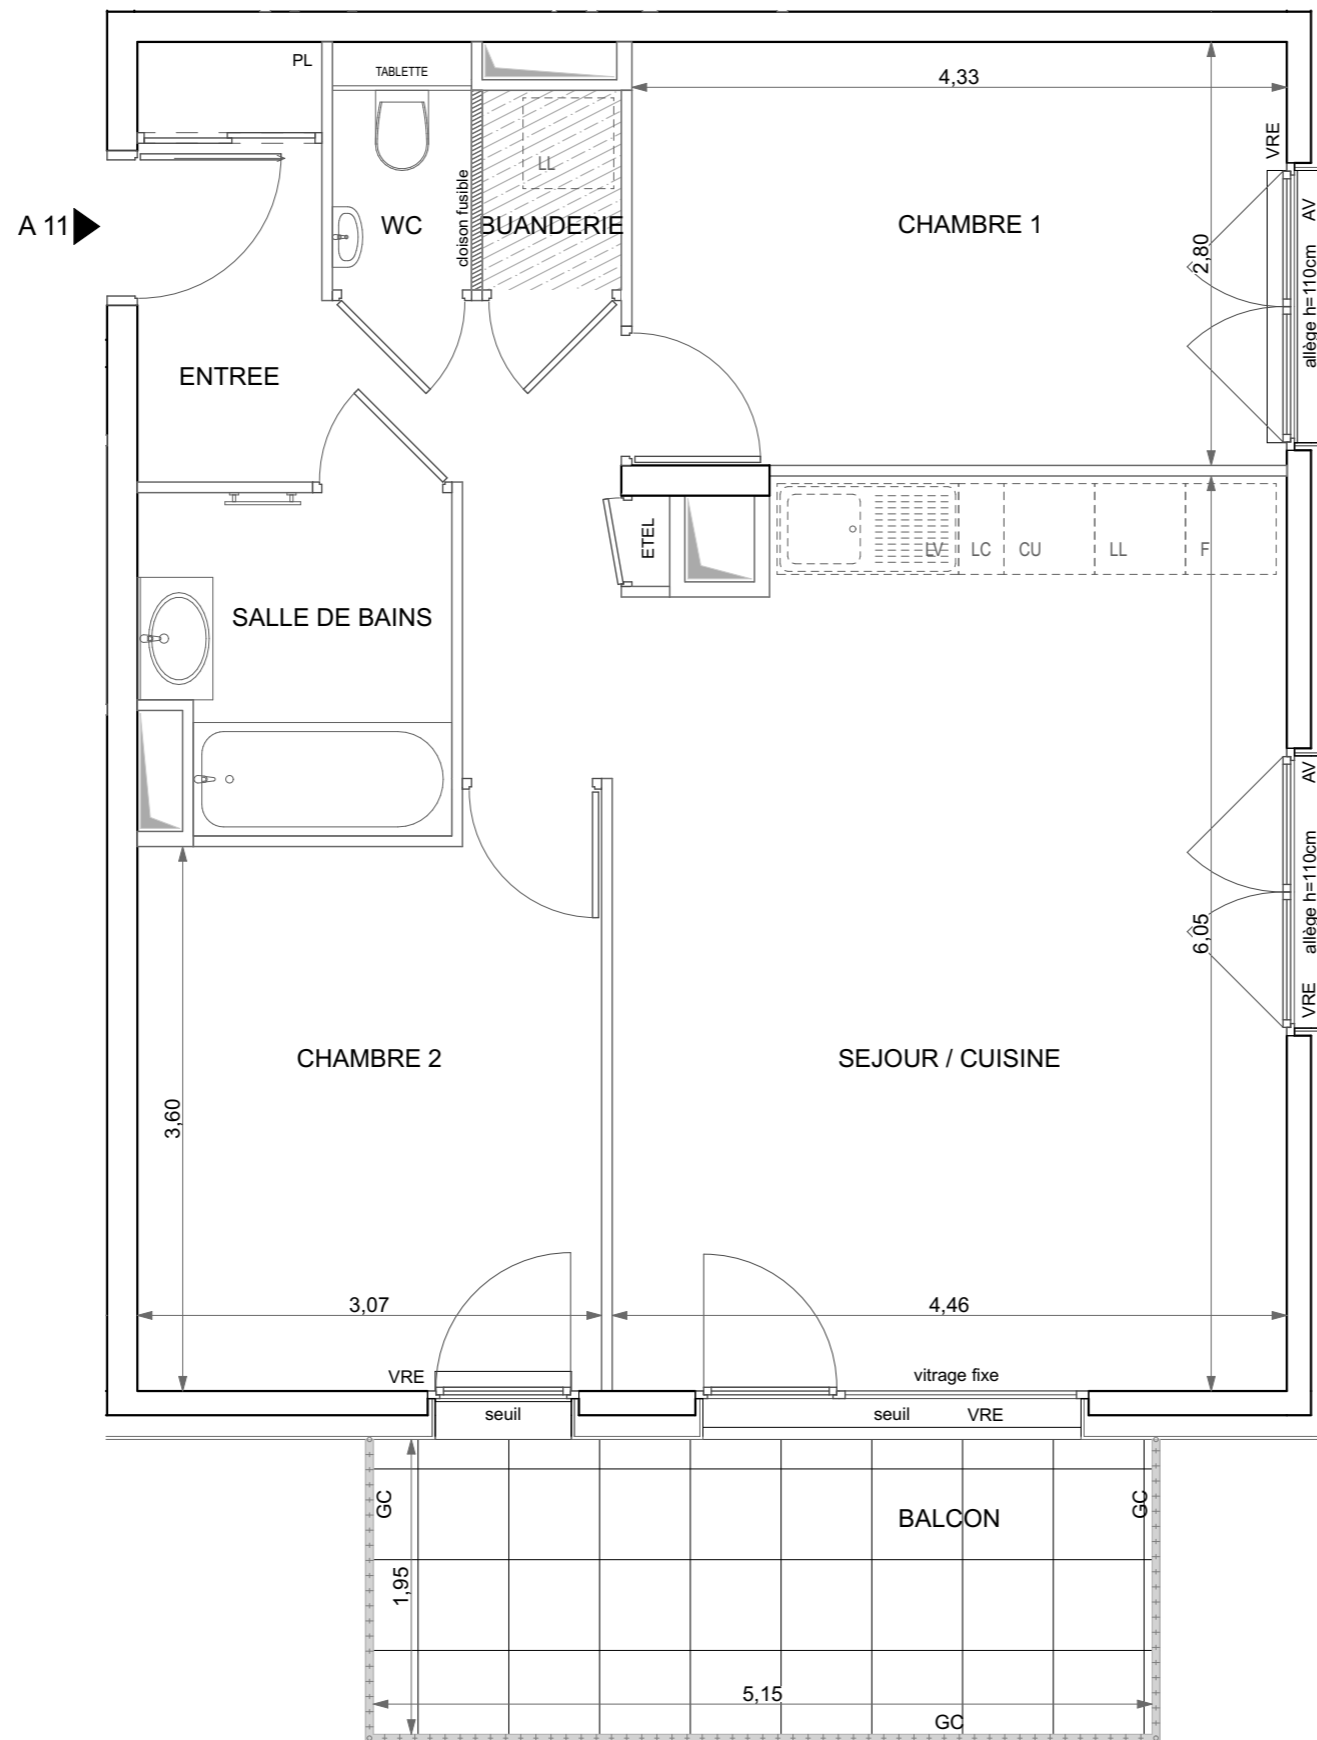 PL
TABLETTE
4,33
VRE
A 11
WC
cloison fusible
LL
BUANDERIE
CHAMBRE 1
2,80
AV
allège h=110cm
ENTREE
ETEL
LV
LC
CU
LL
F
SALLE DE BAINS
AV
allège h=110cm
VRE
6,05
CHAMBRE 2
SEJOUR / CUISINE
3,60
3,07
4,46
VRE
vitrage fixe
seuil
seuil
VRE
GC
BALCON
GC
1,95
5,15
GC